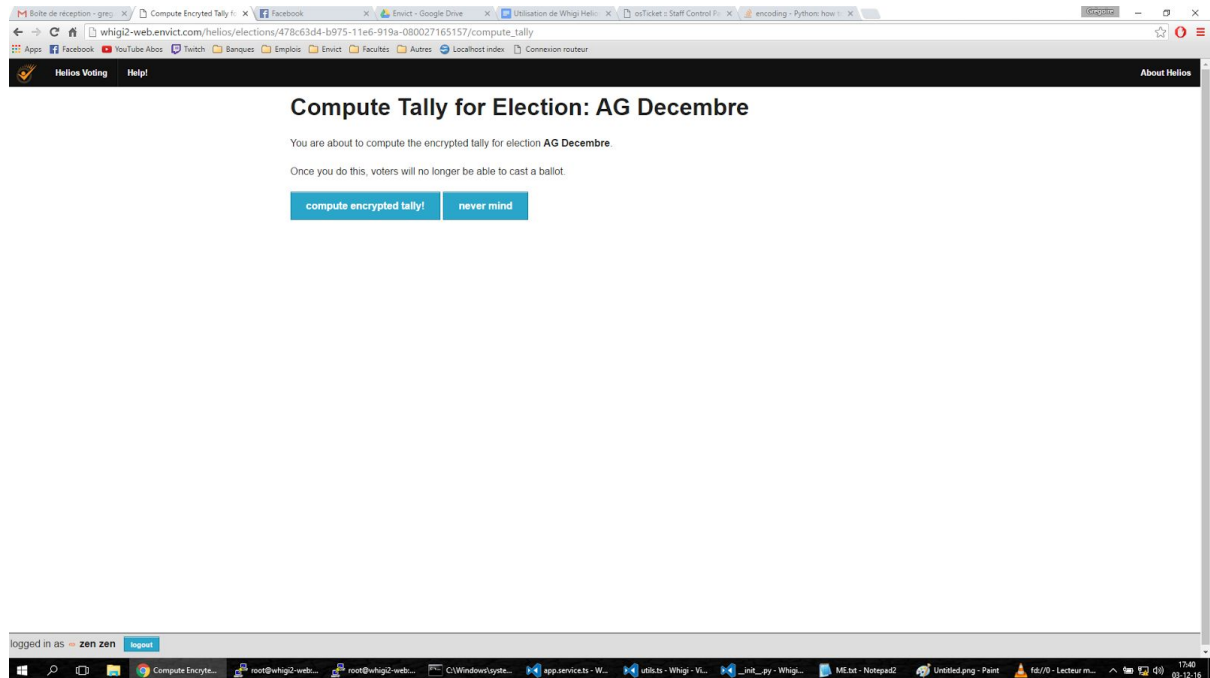 Boîte de réception - greg
Compute Encryted Tally fo
Facebook
Envict - Google Drive
Utilisation de Whigi Helio
osTicket :: Staff Control Pa
encoding - Python: how t
Grégoire
whigi2-web.envict.com/helios/elections/478c63d4-b975-11e6-919a-080027165157/compute_tally
Apps Facebook YouTube Abos Twitch Banques Emplois Envict Facultés Autres Localhost index Connexion routeur
Helios Voting Help! About Helios
Compute Tally for Election: AG Decembre
You are about to compute the encrypted tally for election AG Decembre.
Once you do this, voters will no longer be able to cast a ballot.
compute encrypted tally! never mind
logged in as zen zen logout
Compute Encryte... root@whigi2-web:... root@whigi2-web:... C:\Windows\syste... app.service.ts - W... utils.ts - Whigi - Vi... __init__.py - Whigi... ME.txt - Notepad2 Untitled.png - Paint fd://0 - Lecteur m... 17:40
03-12-16